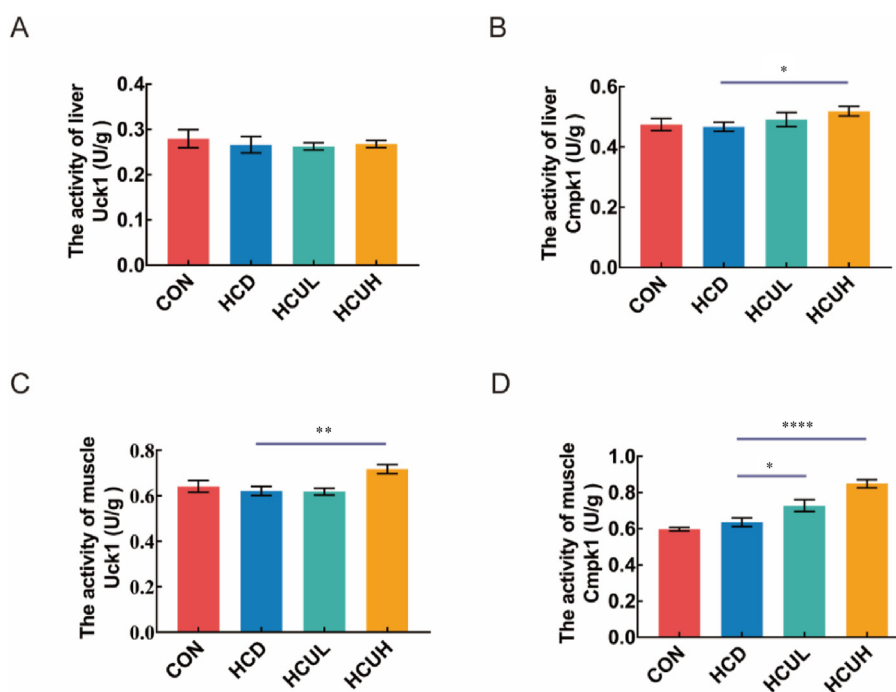 A
The activity of liver
Uck1 (U/g)
0.4
0.3
0.2
0.1
0.0
CON
HCD
HCUL
HCUH
B
The activity of liver
Cmpk1 (U/g)
0.6
0.4
0.2
0.0
*
CON
HCD
HCUL
HCUH
C
The activity of muscle
Uck1 (U/g)
0.8
0.6
0.4
0.2
0.0
**
CON
HCD
HCUL
HCUH
D
The activity of muscle
Cmpk1 (U/g)
1.0
0.8
0.6
0.8
0.2
0.0
****
*
CON
HCD
HCUL
HCUH